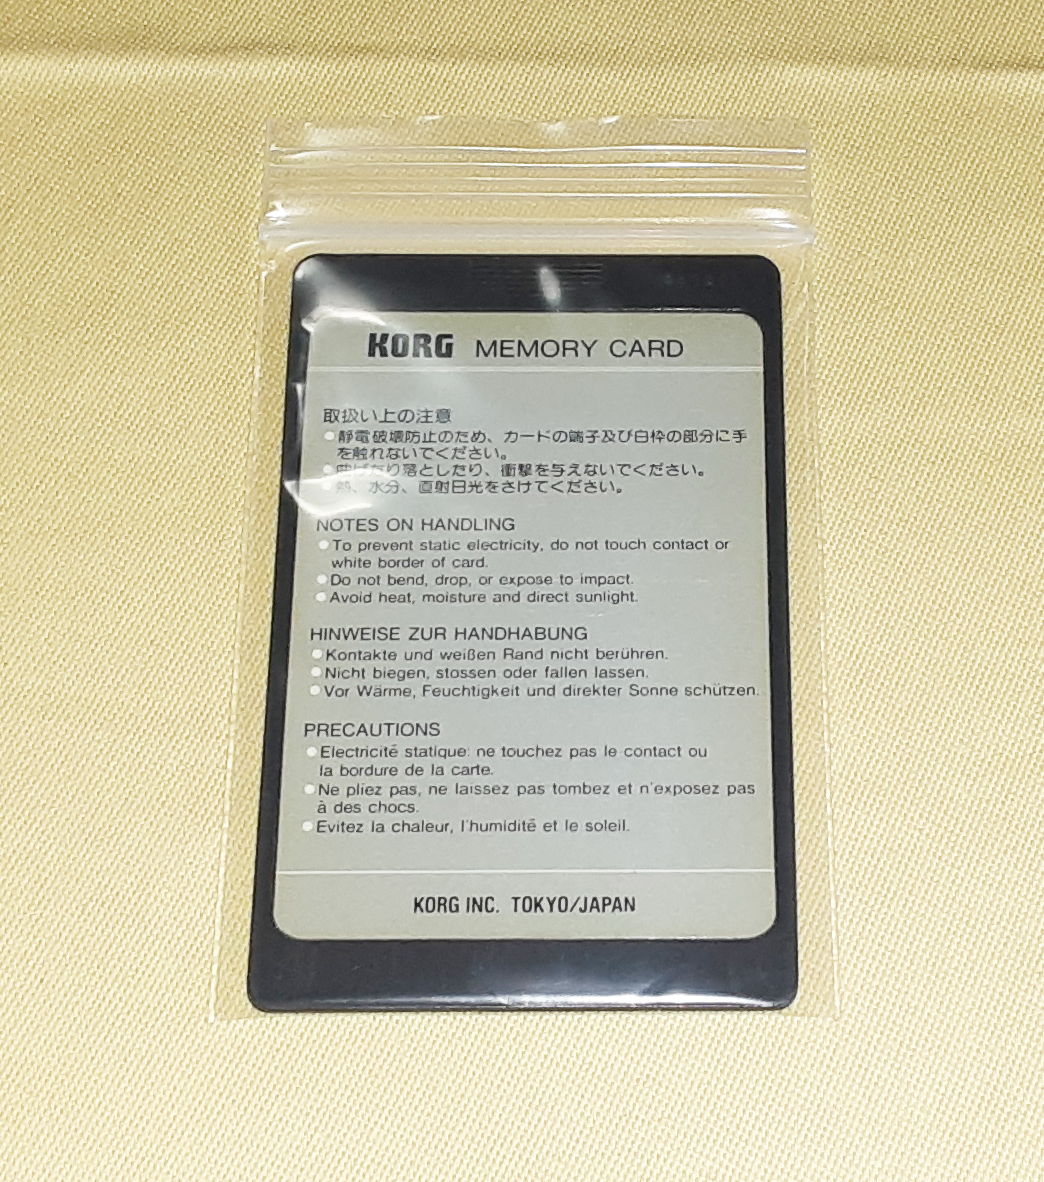 KORG MEMORY CARD
取扱い上の注意
●静電破壊防止のため、カードの端子及び白枠の部分に手
を触れないでください。
●曲げたり落としたり、衝撃を与えないでください。
●熱、水分、直射日光をさけてください。
NOTES ON HANDLING
●To prevent static electricity, do not touch contact or
white border of card.
●Do not bend, drop, or expose to impact.
●Avoid heat, moisture and direct sunlight.
HINWEISE ZUR HANDHABUNG
●Kontakte und weißen Rand nicht berühren.
●Nicht biegen, stossen oder fallen lassen.
●Vor Wärme, Feuchtigkeit und direkter Sonne schützen.
PRECAUTIONS
●Electricité statique: ne touchez pas le contact ou
la bordure de la carte.
●Ne pliez pas, ne laissez pas tombez et n'exposez pas
à des chocs.
●Evitez la chaleur, l'humidité et le soleil.
KORG INC. TOKYO/JAPAN